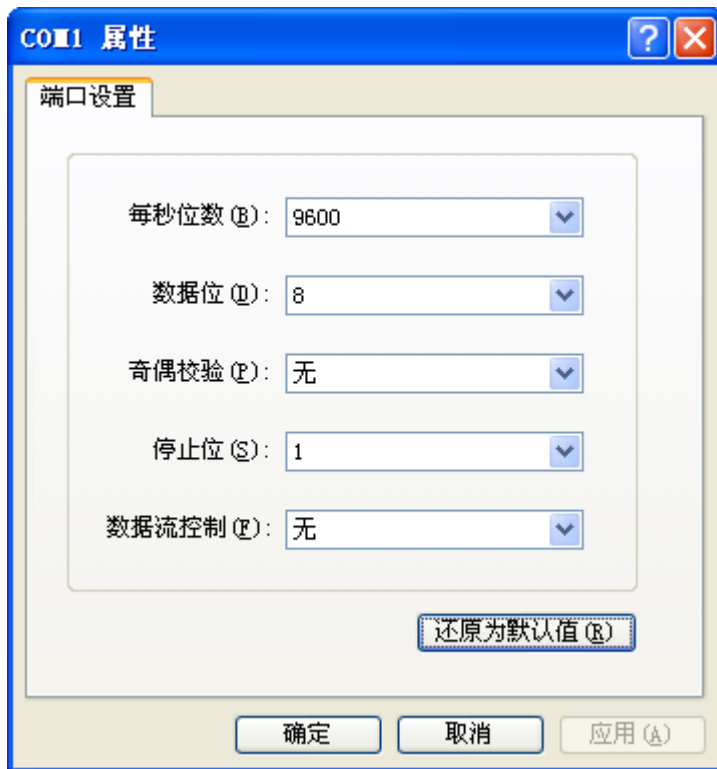 COM1 属性
端口设置
每秒位数(B): 9600
数据位(D): 8
奇偶校验(P): 无
停止位(S): 1
数据流控制(F): 无
还原为默认值(R)
确定 取消 应用(A)